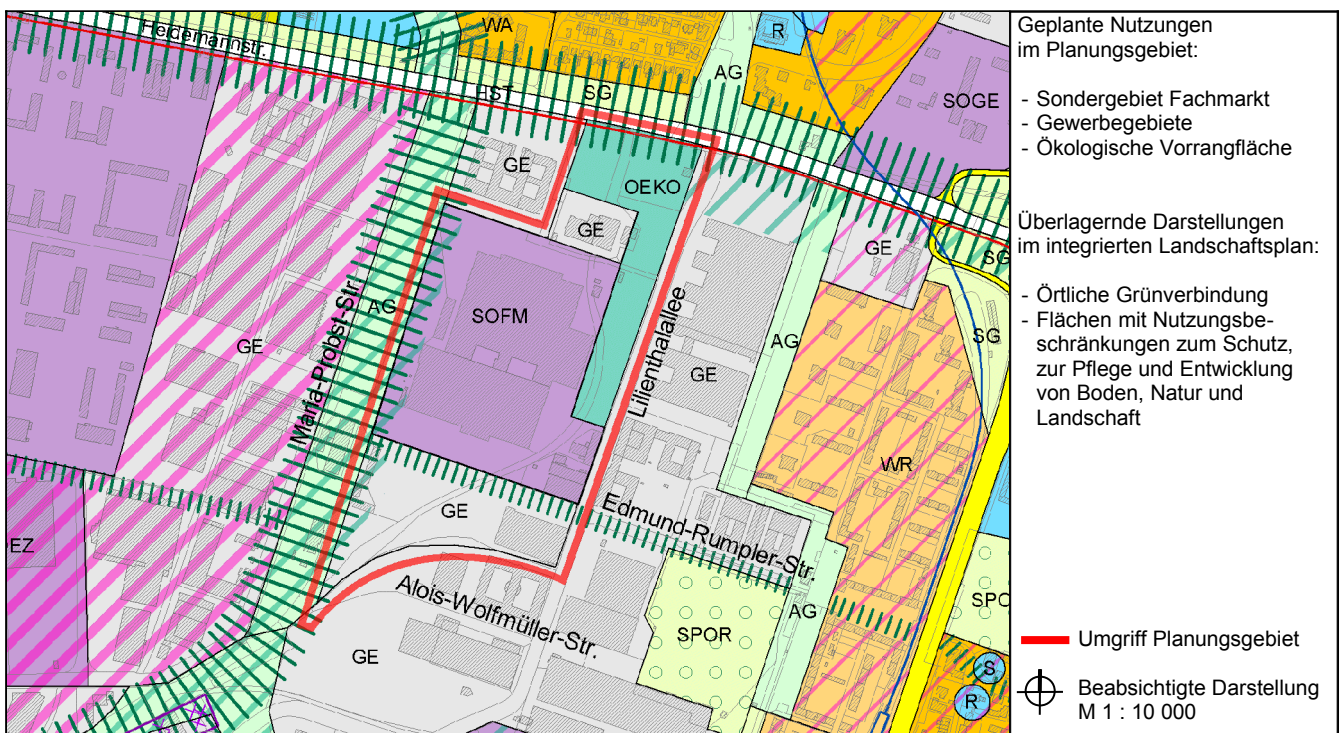 Heidemannstr.
WA
R
AG
SOGE
HST
SG
GE
OEKO
GE
GE
SG
AG
SOFM
GE
Maria-Probst-Str.
AG
SG
Lilienthalallee
GE
WR
GE
Edmund-Rumpler-Str.
EZ
Alois-Wolfmüller-Str.
AG
SPOR
SPO
GE
S
R
Geplante Nutzungen
im Planungsgebiet:
- Sondergebiet Fachmarkt
- Gewerbegebiete
- Ökologische Vorrangfläche
Überlagernde Darstellungen
im integrierten Landschaftsplan:
- Örtliche Grünverbindung
- Flächen mit Nutzungsbe-
schränkungen zum Schutz,
zur Pflege und Entwicklung
von Boden, Natur und
Landschaft
Umgriff Planungsgebiet
Beabsichtigte Darstellung
M 1 : 10 000